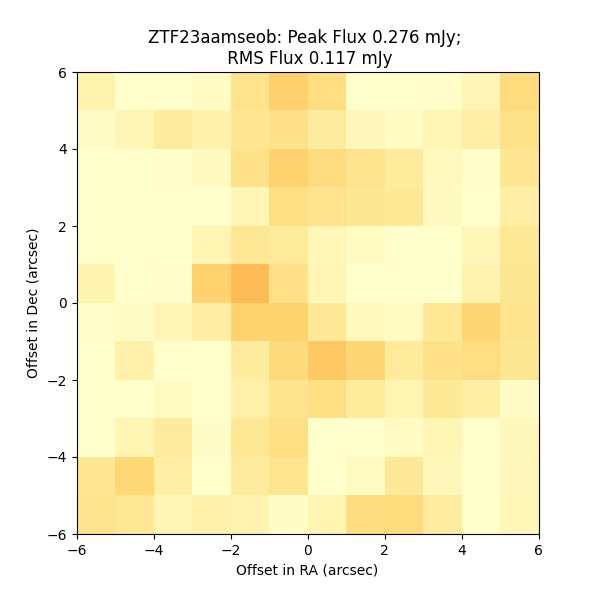 ZTF23aamseob: Peak Flux 0.276 mJy;
RMS Flux 0.117 mJy
6
4
2
0
−2
−4
−6
Offset in Dec (arcsec)
−6 −4 −2 0 2 4 6
Offset in RA (arcsec)